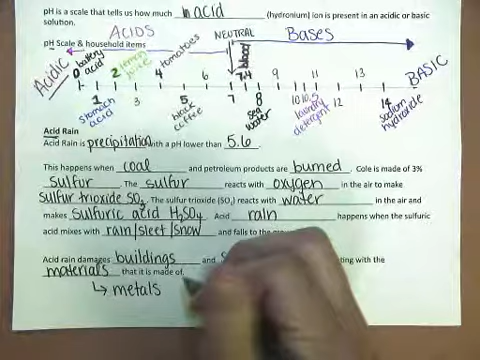 pH is a scale that tells us how much acid (hydronium) ion is present in an acidic or basic
solution.
ACIDS NEUTRAL Bases
pH Scale & household items
Acidic battery acid lemon juice tomatoes blood BASIC
0 2 4 6 7.4 9 11 13
1 3 5 7 8 10 10.5 12 14
stomach acid black coffee sea water laundry detergent sodium hydroxide
Acid Rain
Acid Rain is precipitation with a pH lower than 5.6
This happens when coal and petroleum products are burned. Cole is made of 3%
sulfur The sulfur reacts with oxygen in the air to make
sulfur trioxide SO3. The sulfur trioxide (SO3) reacts with water in the air and
makes sulfuric acid H2SO4 Acid rain happens when the sulfuric
acid mixes with rain/sleet/snow and falls to the
Acid rain damages buildings and with the
materials that it is made of.
↳ metals